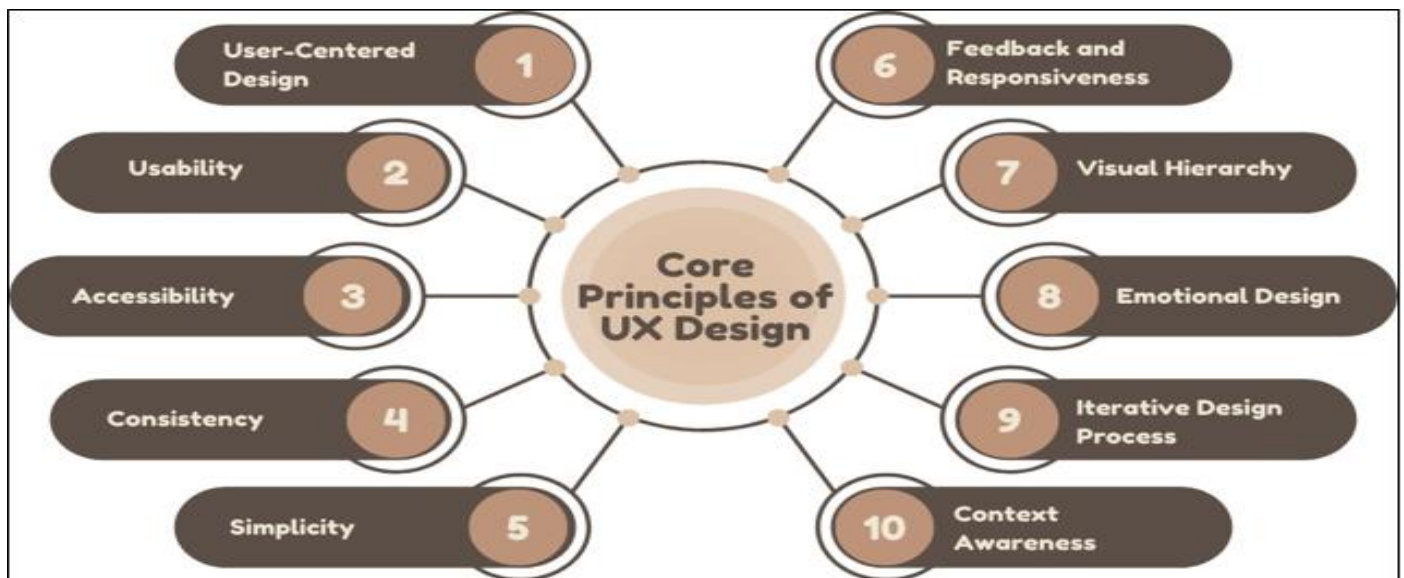 Core
Principles of
UX Design
1
User-Centered
Design
2
Usability
3
Accessibility
4
Consistency
5
Simplicity
6
Feedback and
Responsiveness
7
Visual Hierarchy
8
Emotional Design
9
Iterative Design
Process
10
Context
Awareness